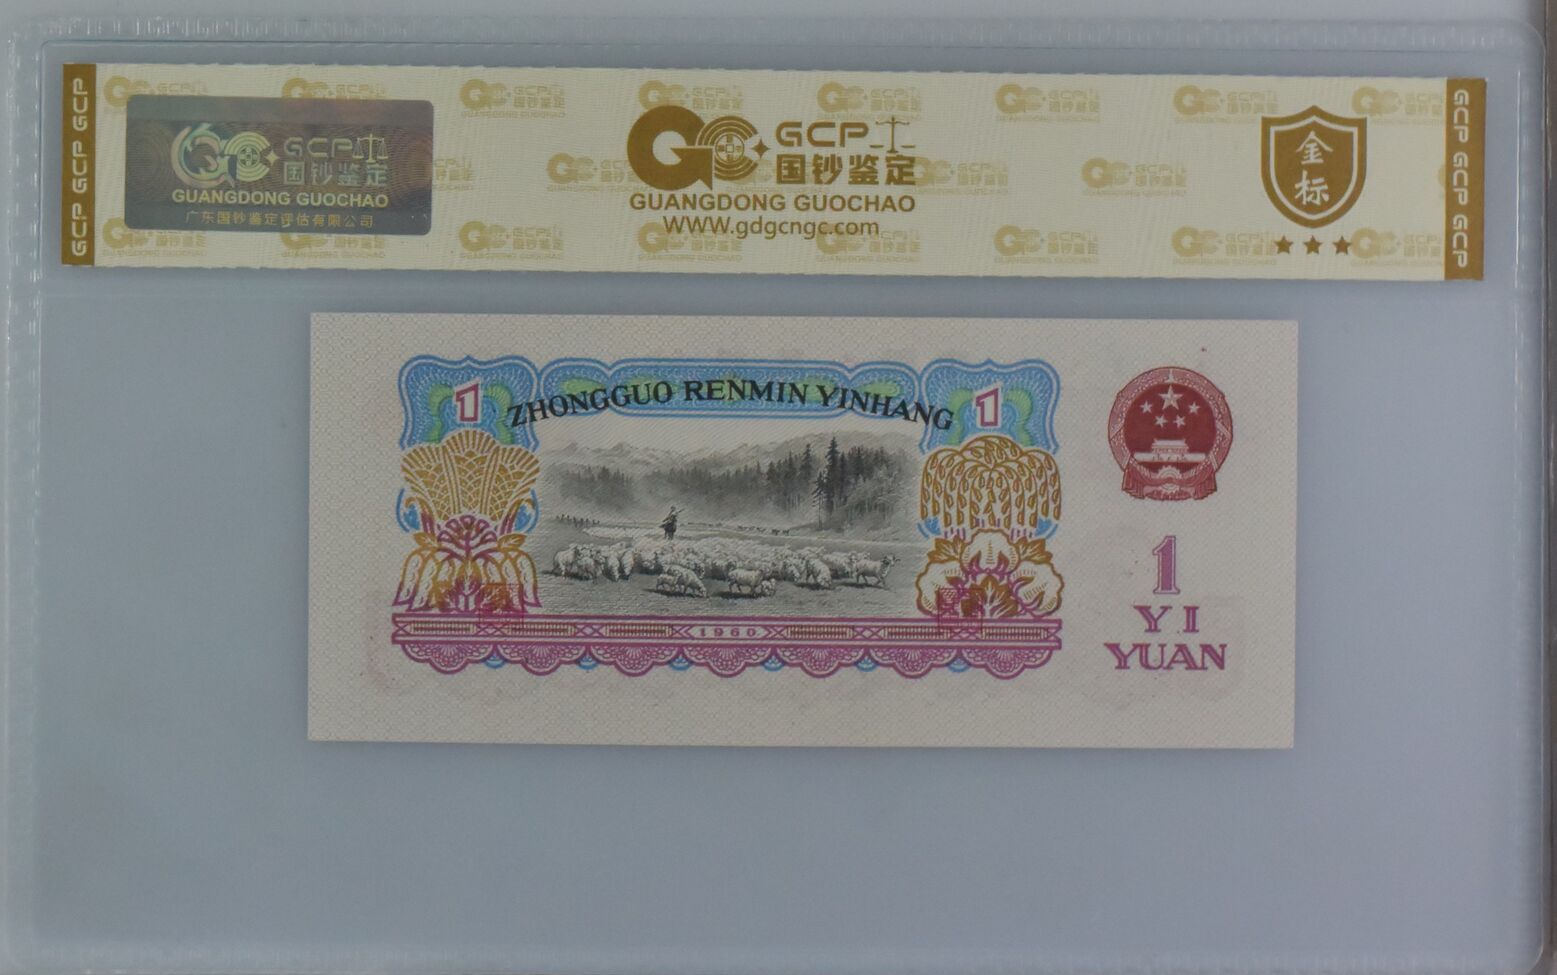 GCP GCP GCP
GCP 国钞鉴定
GUANGDONG GUOCHAO
广东国钞鉴定评估有限公司
GCP
国钞鉴定
GUANGDONG GUOCHAO
WWW.gdgcngc.com
金标
GCP GCP GCP
ZHONGGUO RENMIN YINHANG
1
1
1960
1
YI
YUAN